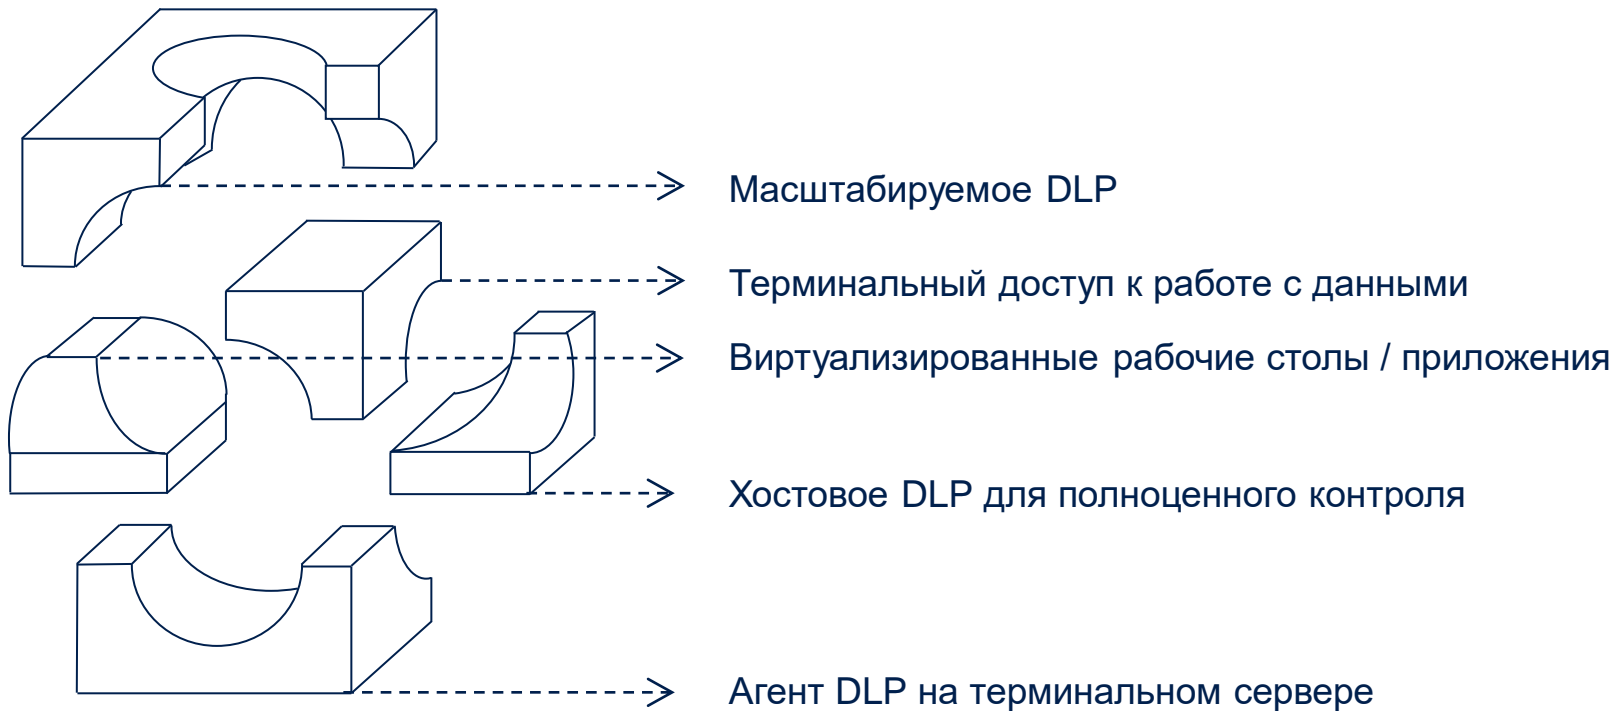 Масштабируемое DLP
Терминальный доступ к работе с данными
Виртуализированные рабочие столы / приложения
Хостовое DLP для полноценного контроля
Агент DLP на терминальном сервере